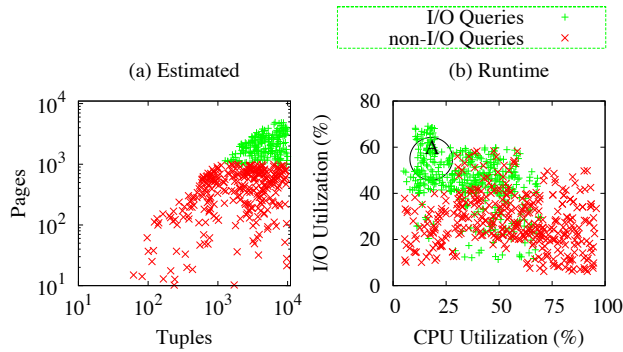 I/O Queries
non-I/O Queries
(a) Estimated
(b) Runtime
10^4
10^3
10^2
10^1
Pages
10^1 10^2 10^3 10^4
Tuples
80
60
40
20
0
I/O Utilization (%)
A
0 25 50 75 100
CPU Utilization (%)